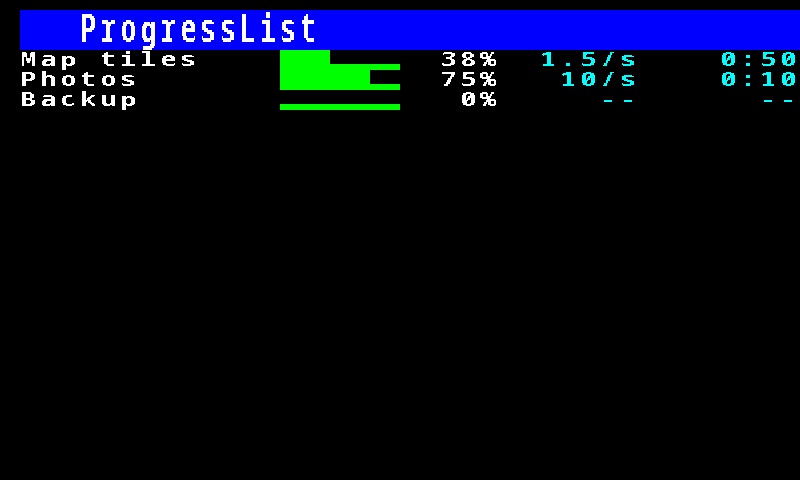 ProgressList
Map tiles 38% 1.5/s 0:50
Photos 75% 10/s 0:10
Backup 0% -- --